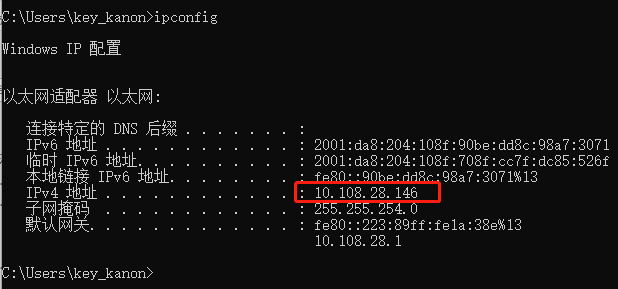 C:\Users\key_kanon>ipconfig
Windows IP 配置
以太网适配器 以太网:
连接特定的 DNS 后缀 . . . . . . . :
IPv6 地址 . . . . . . . . . . . . : 2001:da8:204:108f:90be:dd8c:98a7:3071
临时 IPv6 地址. . . . . . . . . . : 2001:da8:204:108f:708f:cc7f:dc85:526f
本地链接 IPv6 地址. . . . . . . . : fe80::90be:dd8c:98a7:3071%13
IPv4 地址 . . . . . . . . . . . . : 10.108.28.146
子网掩码 . . . . . . . . . . . . : 255.255.254.0
默认网关. . . . . . . . . . . . . : fe80::223:89ff:fe1a:38e%13
10.108.28.1
C:\Users\key_kanon>